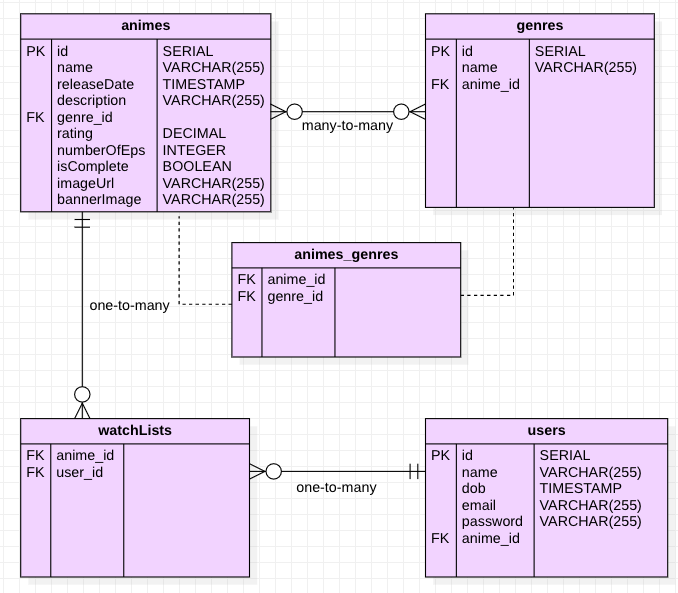 animes
PK id SERIAL
name VARCHAR(255)
releaseDate TIMESTAMP
description VARCHAR(255)
FK genre_id
rating DECIMAL
numberOfEps INTEGER
isComplete BOOLEAN
imageUrl VARCHAR(255)
bannerImage VARCHAR(255)
many-to-many
genres
PK id SERIAL
name VARCHAR(255)
FK anime_id
animes_genres
FK anime_id
FK genre_id
one-to-many
watchLists
FK anime_id
FK user_id
one-to-many
users
PK id SERIAL
name VARCHAR(255)
dob TIMESTAMP
email VARCHAR(255)
password VARCHAR(255)
FK anime_id